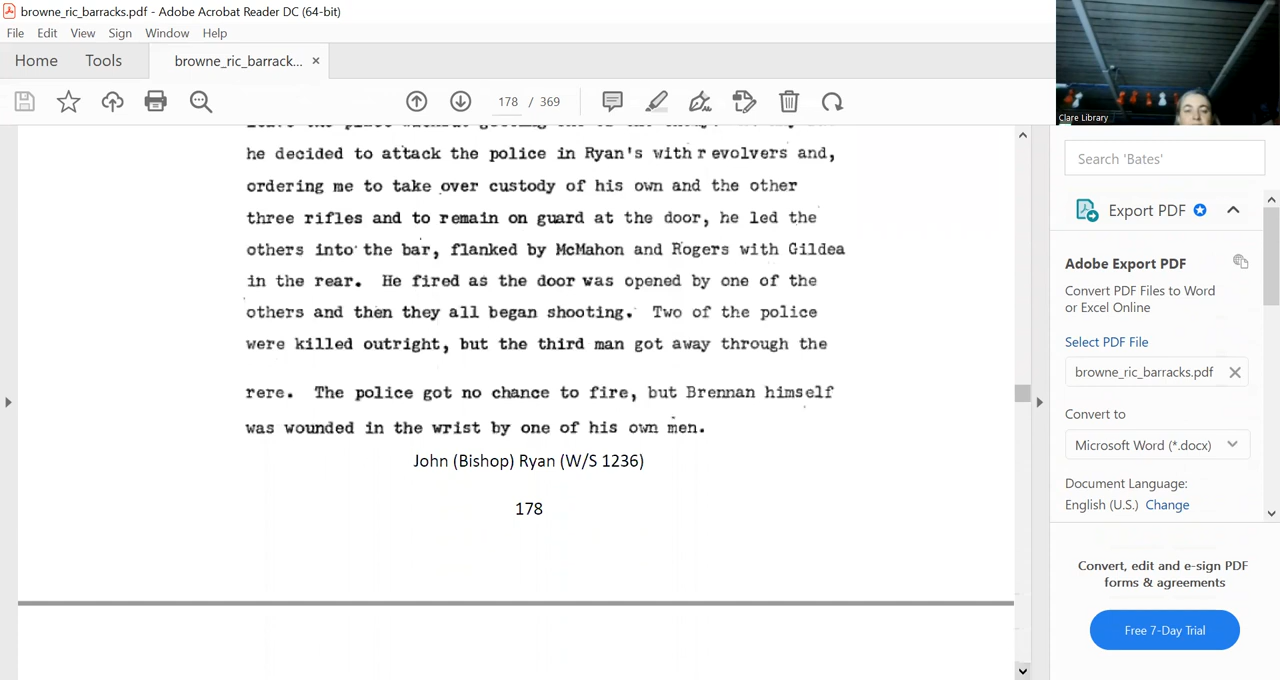 browne_ric_barracks.pdf - Adobe Acrobat Reader DC (64-bit)
File Edit View Sign Window Help
Home Tools browne_ric_barrack... ×
178 / 369
Clare Library
he decided to attack the police in Ryan's with r evolvers and,
ordering me to take over custody of his own and the other
three rifles and to remain on guard at the door, he led the
others into the bar, flanked by McMahon and Rogers with Gildea
in the rear. He fired as the door was opened by one of the
others and then they all began shooting. Two of the police
were killed outright, but the third man got away through the
rere. The police got no chance to fire, but Brennan himself
was wounded in the wrist by one of his own men.
John (Bishop) Ryan (W/S 1236)
178
Search 'Bates'
Export PDF
Adobe Export PDF
Convert PDF Files to Word
or Excel Online
Select PDF File
browne_ric_barracks.pdf
Convert to
Microsoft Word (*.docx)
Document Language:
English (U.S.) Change
Convert, edit and e-sign PDF
forms & agreements
Free 7-Day Trial